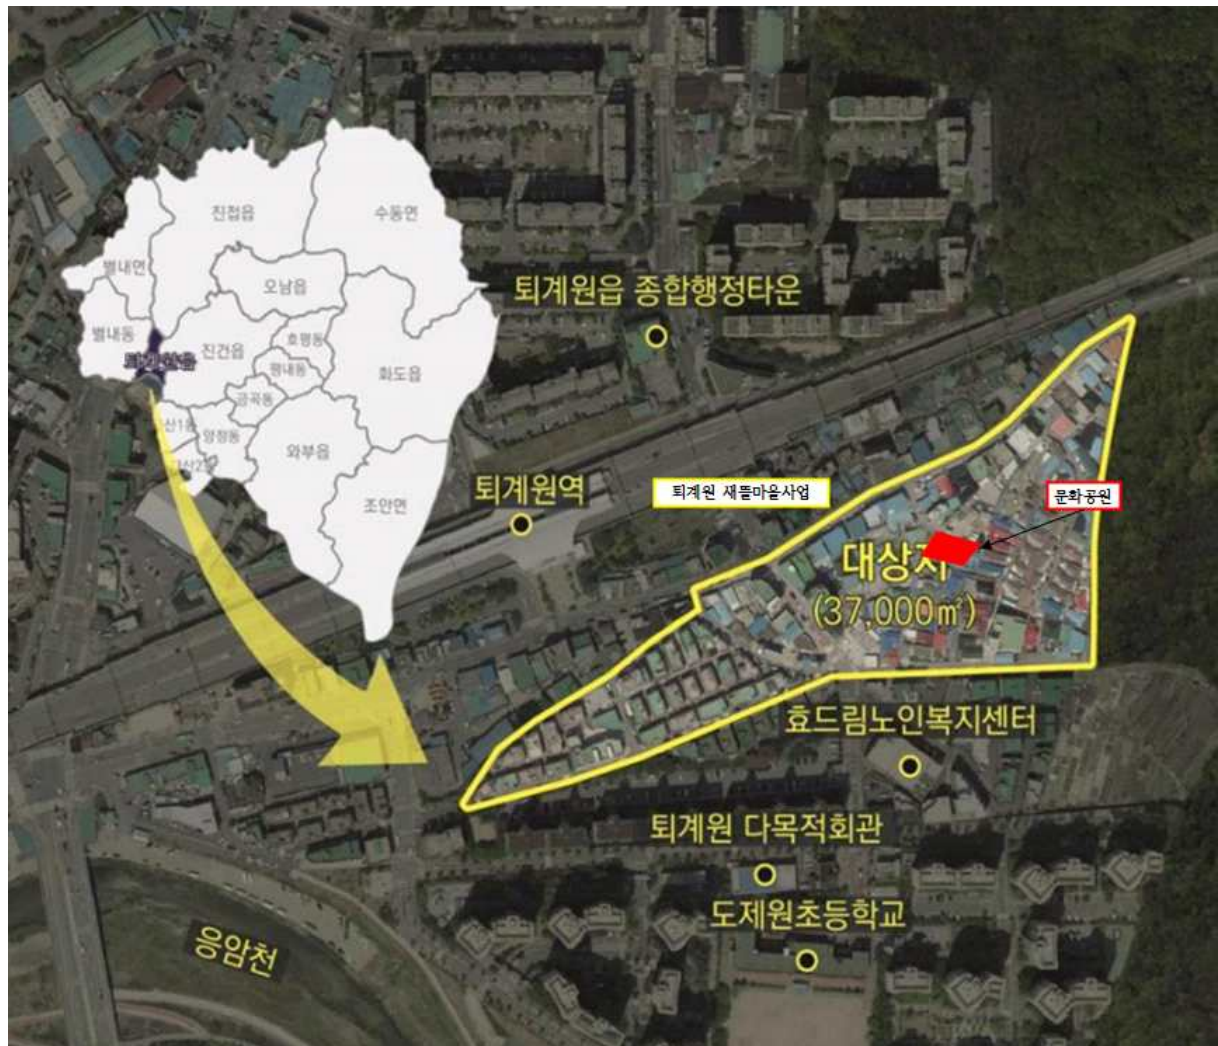 진접읍
수동면
별내면
오남읍
별내동
퇴계원읍
진건읍
호평동
평내동
화도읍
금곡동
양정동
와부읍
조안면
퇴계원읍 종합행정타운
퇴계원역
퇴계원 새뜰마을사업
문화공원
대상지
(37,000㎡)
효드림노인복지센터
퇴계원 다목적회관
도제원초등학교
응암천